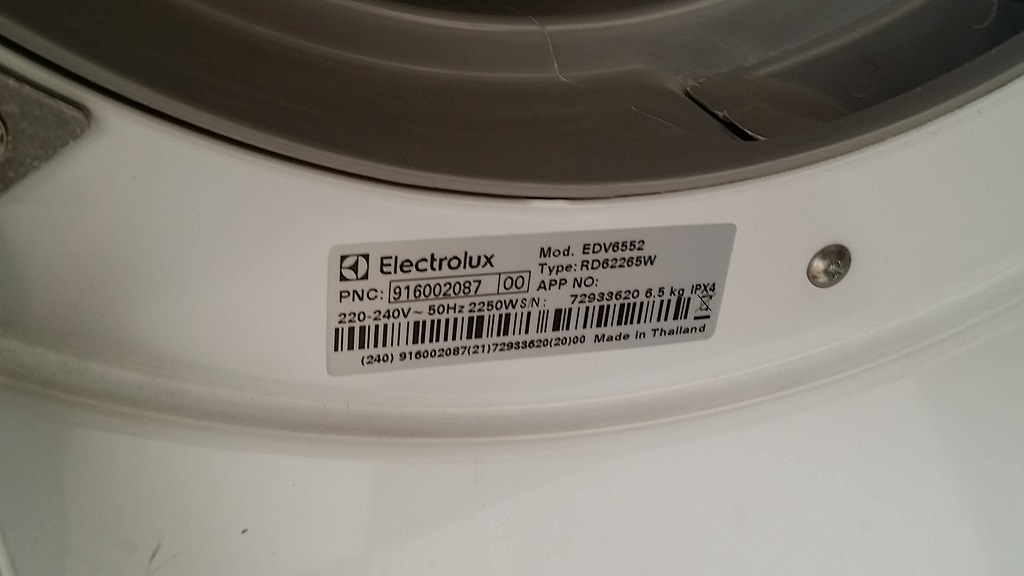 Electrolux
Mod. EDV6552
Type: RD62265W
PNC: 916002087 00 APP NO:
220-240V~ 50Hz 2250W S/N: 72933620 6.5 kg IPX4
(240) 916002087(21)72933620(20)00 Made in Thailand